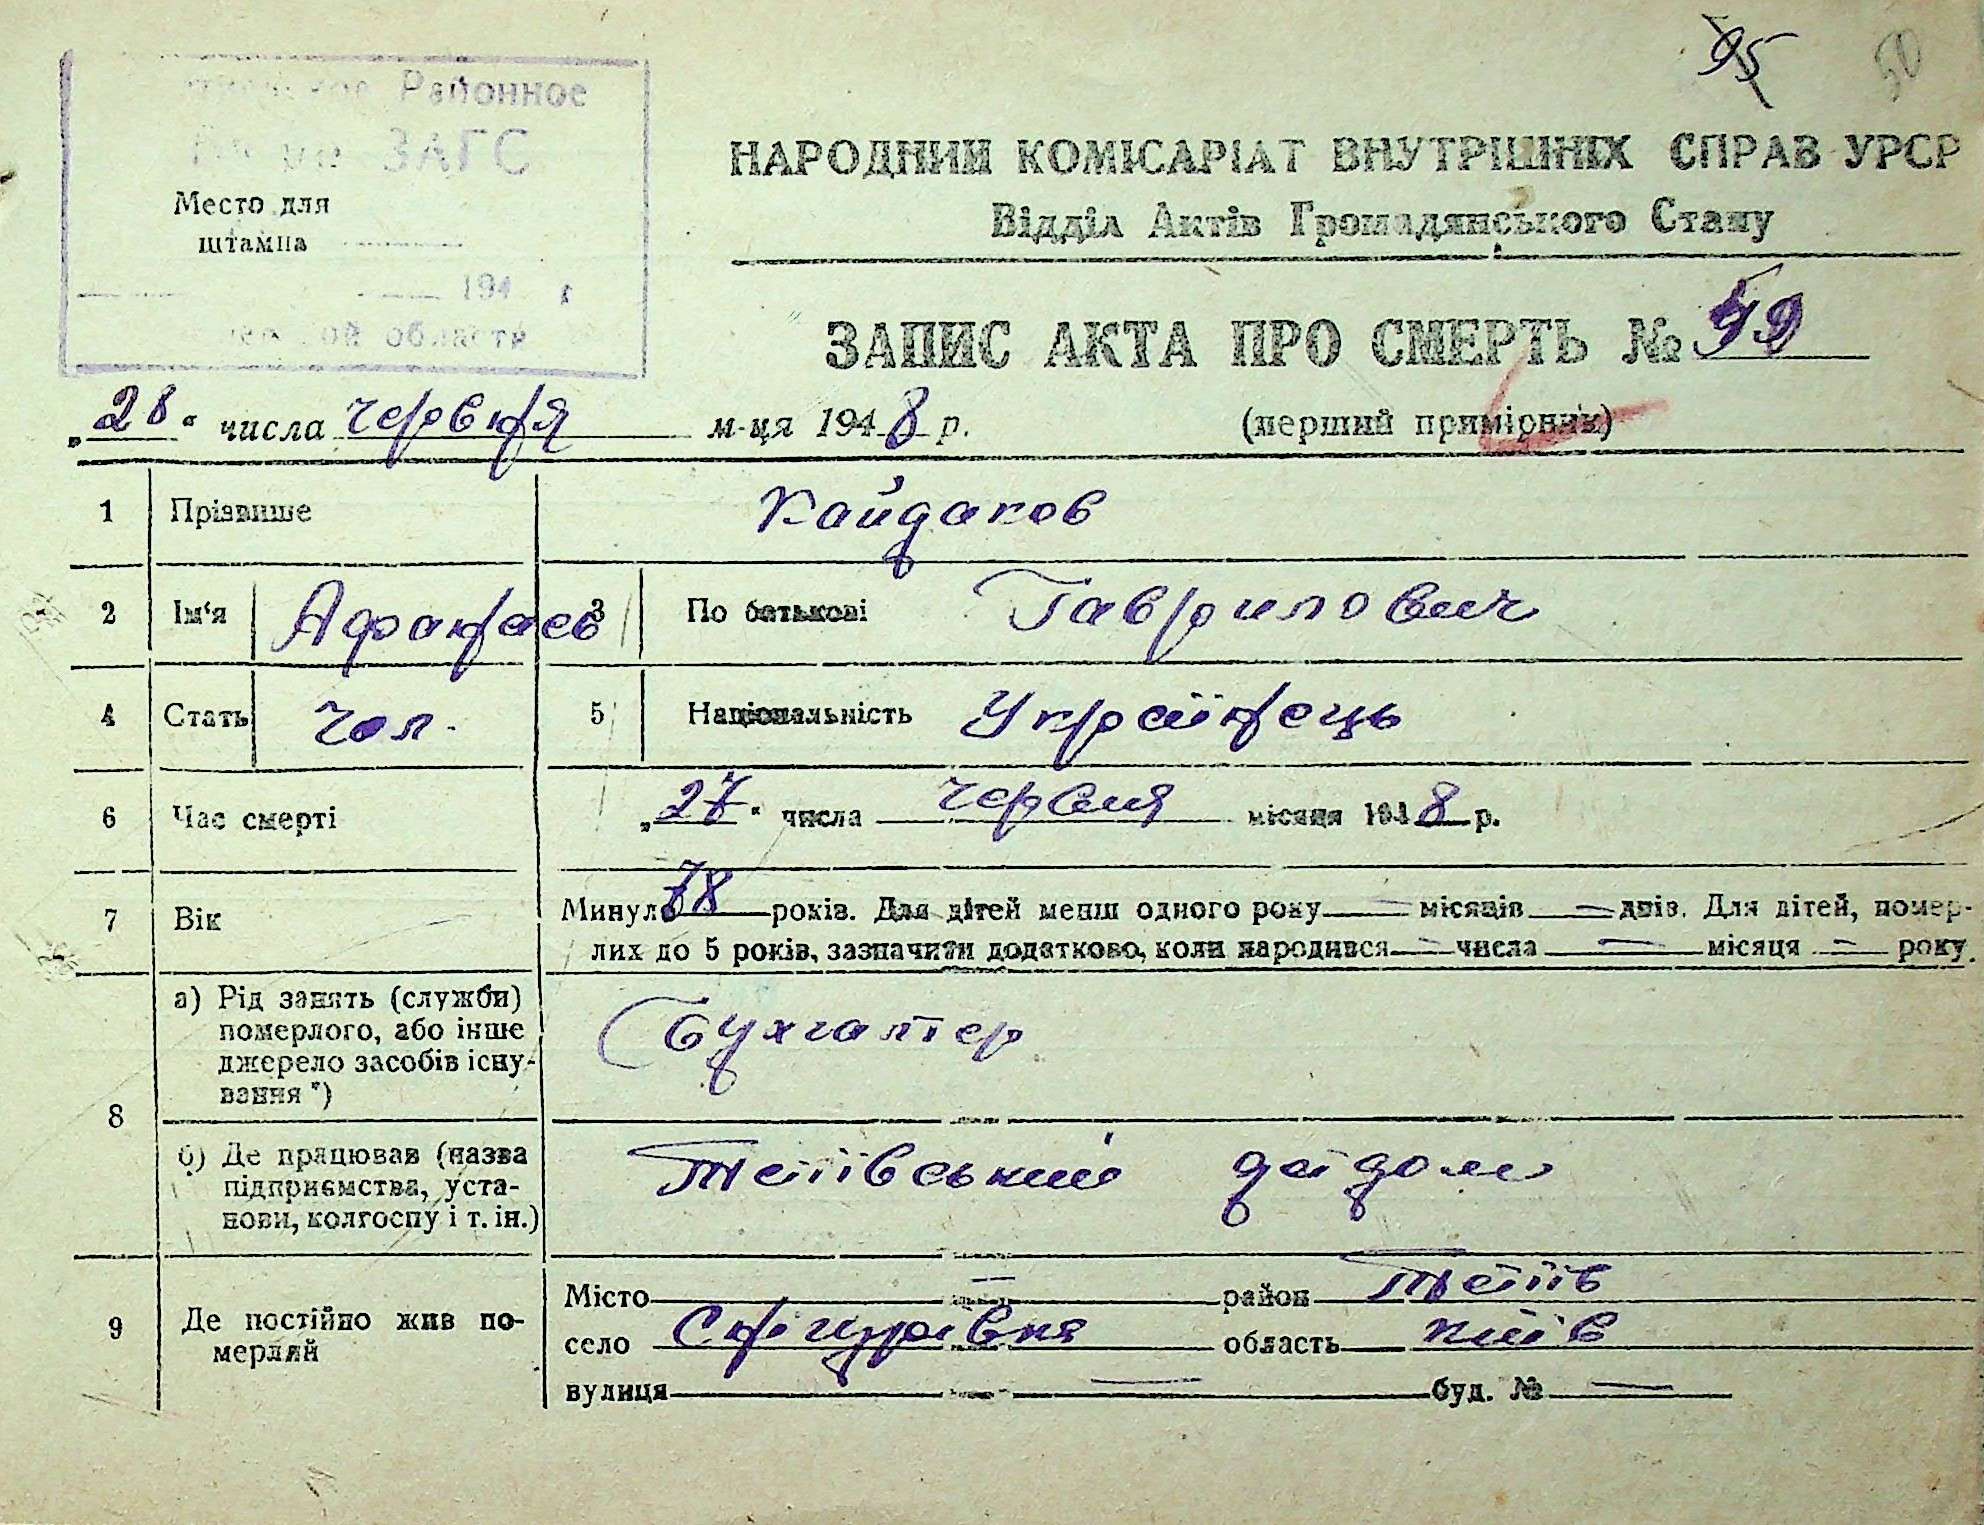 95 50
Районное
ЗАГС
Место для
штампа
194 г
ской области
НАРОДНИЙ КОМІСАРІАТ ВНУТРІШНІХ СПРАВ УРСР
Відділ Актів Громадянського Стану
ЗАПИС АКТА ПРО СМЕРТЬ №
„28“ числа червня м-ця 1948 р. (перший примірник)
1 Прізвище Кайдаков
2 Ім‘я Афанаев 3 По батькові Гаврилович
4 Стать чол. 5 Національність Українець
6 Час смерті „27“ числа червня місяця 1948 р.
7 Вік Минуло 78 років. Для дітей менш одного року — місяців — днів. Для дітей, помер-
лих до 5 років, зазначити додатково, коли народився — числа — місяця — року.
8 а) Рід занять (служби)
померлого, або інше
джерело засобів існу-
вання *)
Бухгалтер
б) Де працював (назва
підприємства, уста-
нови, колгоспу і т. ін.)
Тетіївський дедом
9 Де постійно жив по-
мерлий
Місто — район Тетіїв
село область Київ
вулиця — буд. № —